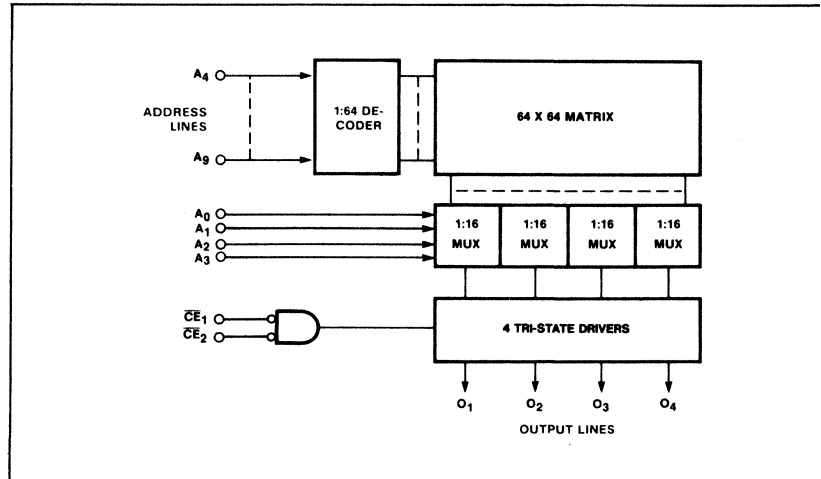 A4
ADDRESS
LINES
A9
1:64 DE-
CODER
64 X 64 MATRIX
A0
A1
A2
A3
1:16
MUX
1:16
MUX
1:16
MUX
1:16
MUX
CE1
CE2
4 TRI-STATE DRIVERS
O1
O2
O3
O4
OUTPUT LINES